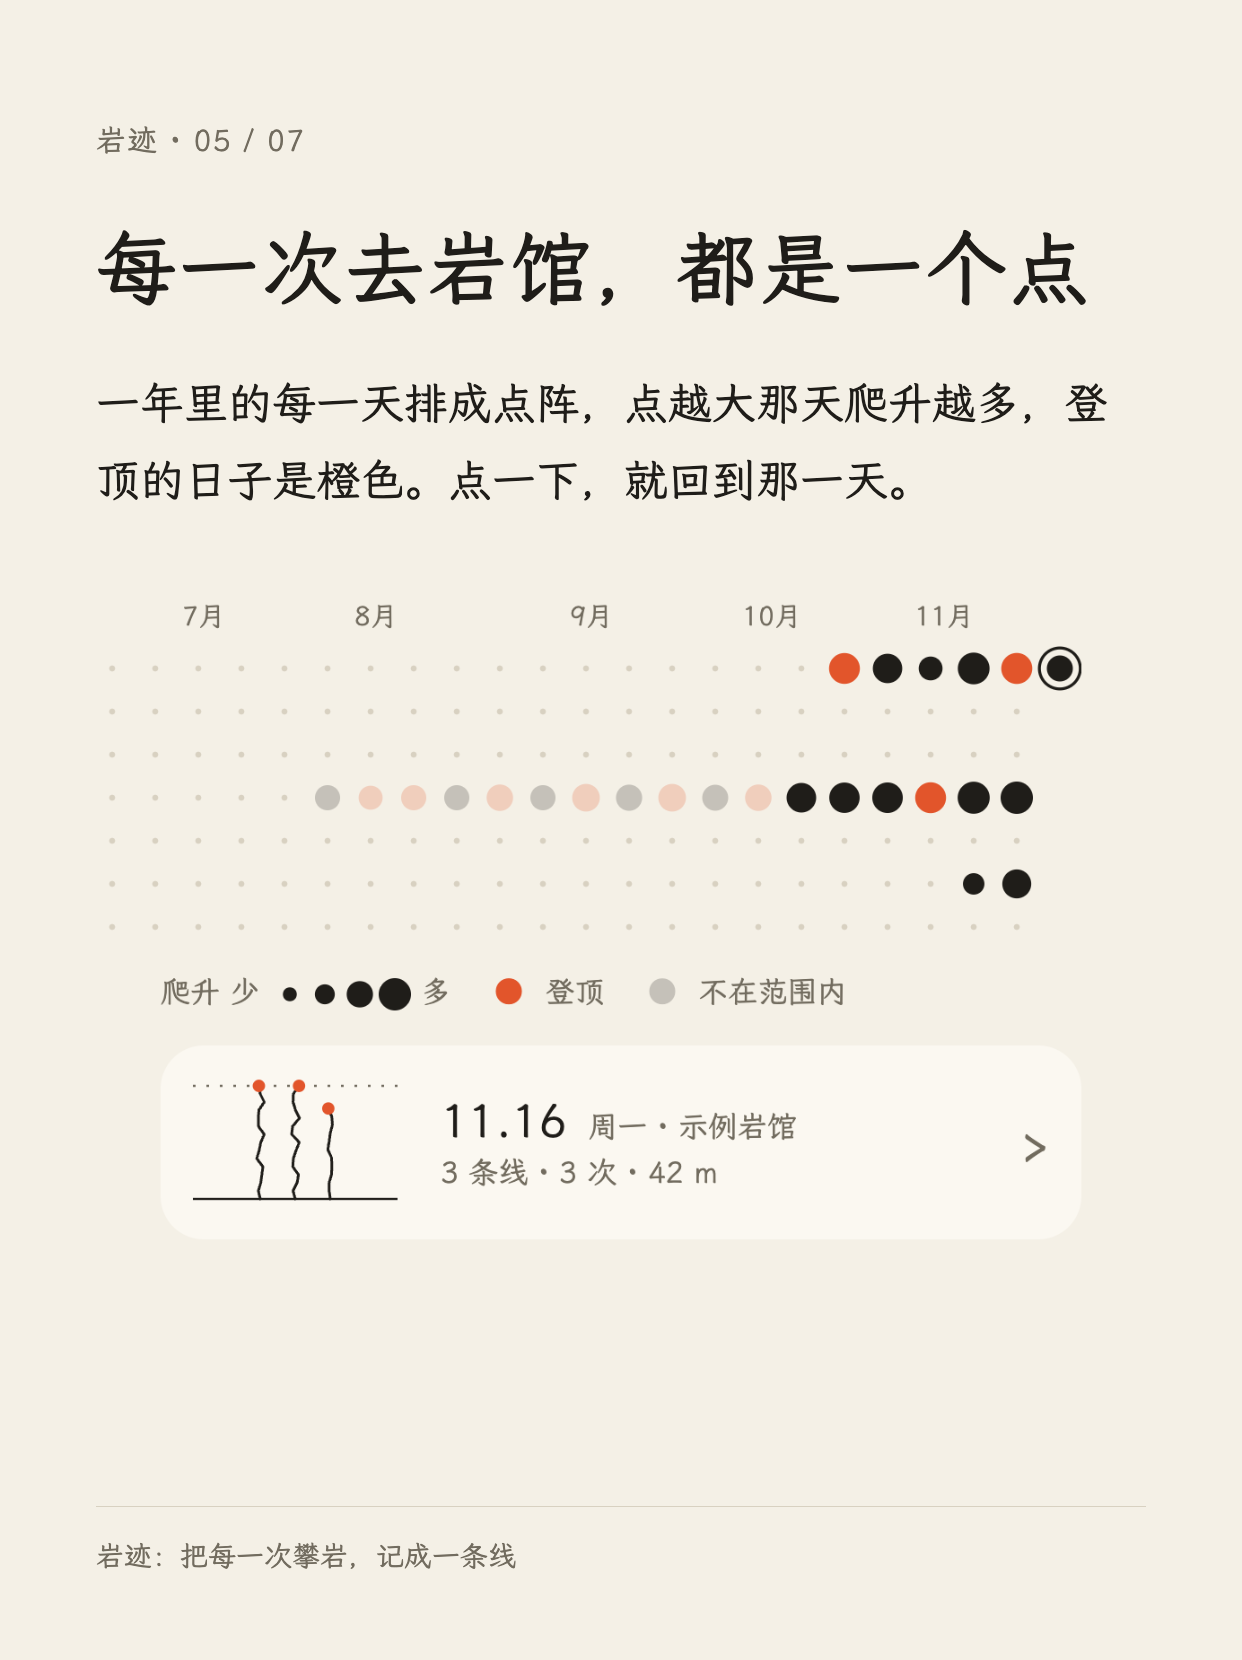 岩迹・05 / 07
每一次去岩馆，都是一个点
一年里的每一天排成点阵，点越大那天爬升越多，登
顶的日子是橙色。点一下，就回到那一天。
7月 8月 9月 10月 11月
爬升 少 多 登顶 不在范围内
11.16 周一・示例岩馆
3 条线・3 次・42 m
岩迹：把每一次攀岩，记成一条线